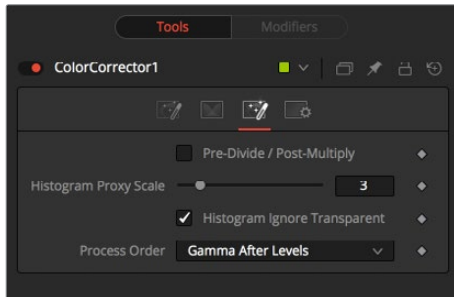 Tools Modifiers
ColorCorrector1
Pre-Divide / Post-Multiply
Histogram Proxy Scale 3
Histogram Ignore Transparent
Process Order Gamma After Levels